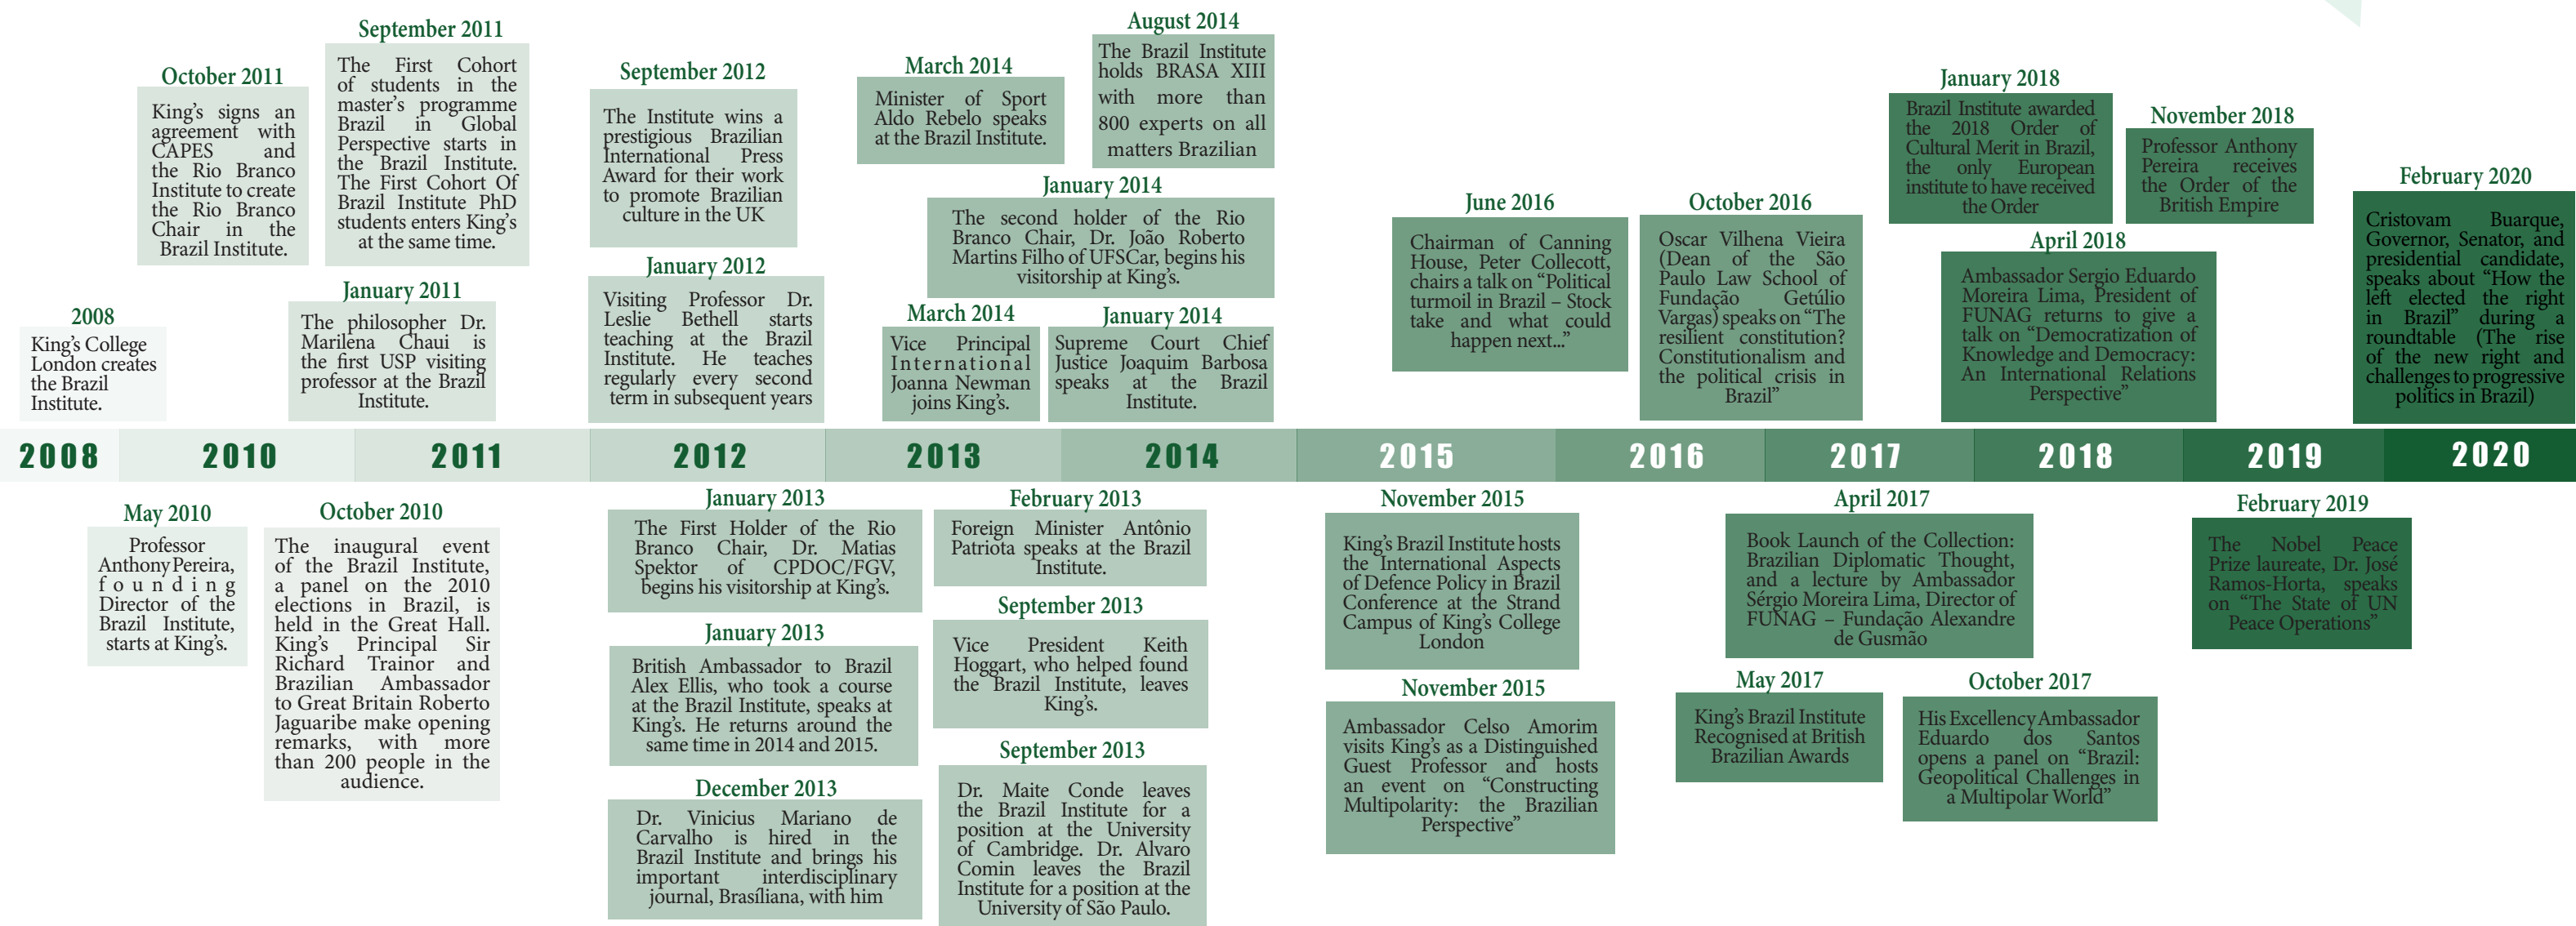 2008
King's College
London creates
the Brazil
Institute.
October 2011
King's signs an
agreement with
CAPES and
the Rio Branco
Institute to create
the Rio Branco
Chair in the
Brazil Institute.
September 2011
The First Cohort
of students in the
master's programme
Brazil in Global
Perspective starts in
the Brazil Institute.
The First Cohort Of
Brazil Institute PhD
students enters King's
at the same time.
January 2011
The philosopher Dr.
Marilena Chaui is
the first USP visiting
professor at the Brazil
Institute.
September 2012
The Institute wins a
prestigious Brazilian
International Press
Award for their work
to promote Brazilian
culture in the UK
January 2012
Visiting Professor Dr.
Leslie Bethell starts
teaching at the Brazil
Institute. He teaches
regularly every second
term in subsequent years
March 2014
Minister of Sport
Aldo Rebelo speaks
at the Brazil Institute.
August 2014
The Brazil Institute
holds BRASA XIII
with more than
800 experts on all
matters Brazilian
January 2014
The second holder of the Rio
Branco Chair, Dr. João Roberto
Martins Filho of UFSCar, begins his
visitorship at King's.
March 2014
Vice Principal
International
Joanna Newman
joins King's.
January 2014
Supreme Court Chief
Justice Joaquim Barbosa
speaks at the Brazil
Institute.
June 2016
Chairman of Canning
House, Peter Collecott,
chairs a talk on “Political
turmoil in Brazil – Stock
take and what could
happen next...”
October 2016
Oscar Vilhena Vieira
(Dean of the São
Paulo Law School of
Fundação Getúlio
Vargas) speaks on “The
resilient constitution?
Constitutionalism and
the political crisis in
Brazil”
January 2018
Brazil Institute awarded
the 2018 Order of
Cultural Merit in Brazil,
the only European
institute to have received
the Order
November 2018
Professor Anthony
Pereira receives
the Order of the
British Empire
April 2018
Ambassador Sergio Eduardo
Moreira Lima, President of
FUNAG returns to give a
talk on “Democratization of
Knowledge and Democracy:
An International Relations
Perspective”
February 2020
Cristovam Buarque,
Governor, Senator, and
presidential candidate,
speaks about “How the
left elected the right
in Brazil” during a
roundtable (The rise
of the new right and
challenges to progressive
politics in Brazil)
2008 2010 2011 2012 2013 2014 2015 2016 2017 2018 2019 2020
May 2010
Professor
Anthony Pereira,
founding
Director of the
Brazil Institute,
starts at King's.
October 2010
The inaugural event
of the Brazil Institute,
a panel on the 2010
elections in Brazil, is
held in the Great Hall.
King's Principal Sir
Richard Trainor and
Brazilian Ambassador
to Great Britain Roberto
Jaguaribe make opening
remarks, with more
than 200 people in the
audience.
January 2013
The First Holder of the Rio
Branco Chair, Dr. Matias
Spektor of CPDOC/FGV,
begins his visitorship at King's.
January 2013
British Ambassador to Brazil
Alex Ellis, who took a course
at the Brazil Institute, speaks at
King's. He returns around the
same time in 2014 and 2015.
December 2013
Dr. Vinicius Mariano de
Carvalho is hired in the
Brazil Institute and brings his
important interdisciplinary
journal, Brasíliana, with him
February 2013
Foreign Minister Antônio
Patriota speaks at the Brazil
Institute.
September 2013
Vice President Keith
Hoggart, who helped found
the Brazil Institute, leaves
King's.
September 2013
Dr. Maite Conde leaves
the Brazil Institute for a
position at the University
of Cambridge. Dr. Alvaro
Comin leaves the Brazil
Institute for a position at the
University of São Paulo.
November 2015
King's Brazil Institute hosts
the International Aspects
of Defence Policy in Brazil
Conference at the Strand
Campus of King's College
London
November 2015
Ambassador Celso Amorim
visits King's as a Distinguished
Guest Professor and hosts
an event on “Constructing
Multipolarity: the Brazilian
Perspective”
April 2017
Book Launch of the Collection:
Brazilian Diplomatic Thought,
and a lecture by Ambassador
Sérgio Moreira Lima, Director of
FUNAG – Fundação Alexandre
de Gusmão
May 2017
King's Brazil Institute
Recognised at British
Brazilian Awards
October 2017
His Excellency Ambassador
Eduardo dos Santos
opens a panel on “Brazil:
Geopolitical Challenges in
a Multipolar World”
February 2019
The Nobel Peace
Prize laureate, Dr. José
Ramos-Horta, speaks
on “The State of UN
Peace Operations”